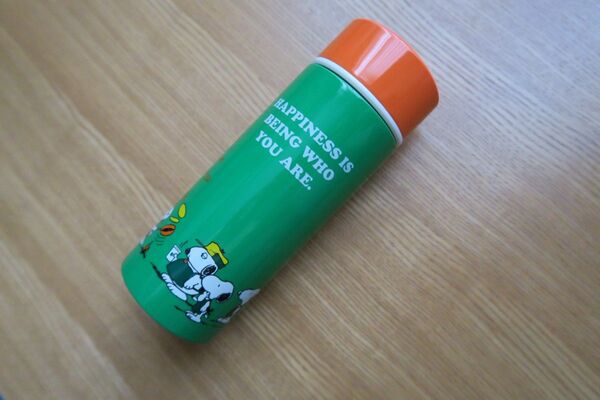 HAPPINESS IS
BEING WHO
YOU ARE.